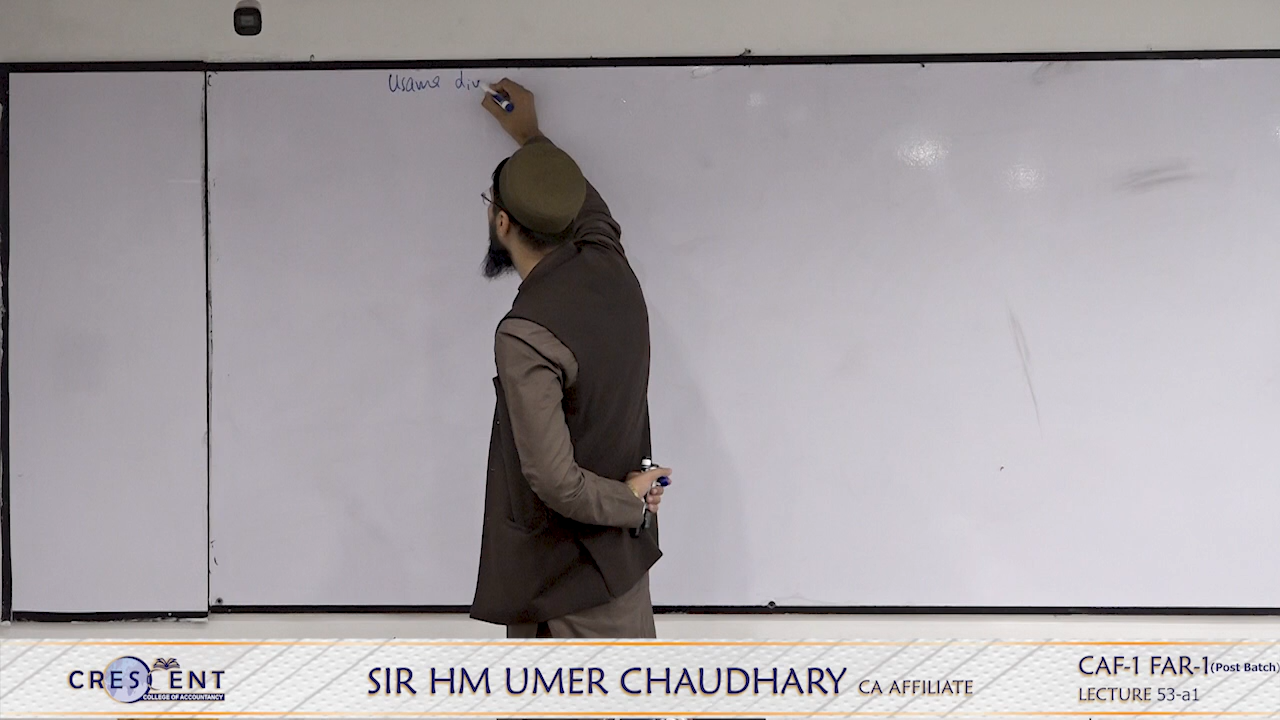 Usama div
CRESCENT
COLLEGE OF ACCOUNTANCY
SIR HM UMER CHAUDHARY CA AFFILIATE
CAF-1 FAR-1(Post Batch)
LECTURE 53-a1